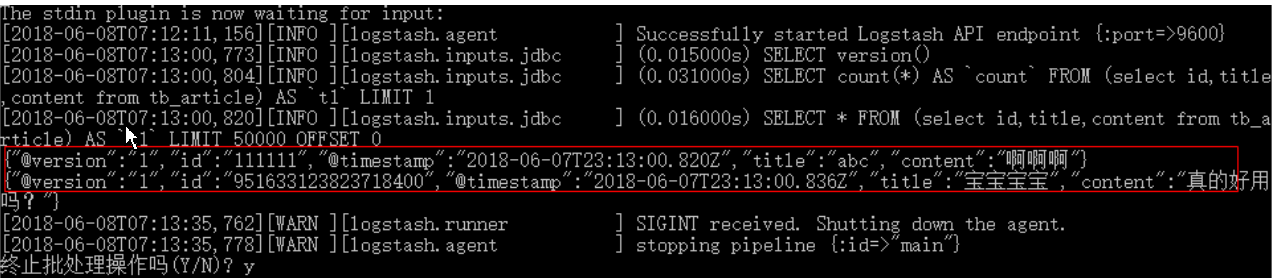 The stdin plugin is now waiting for input:
[2018-06-08T07:12:11,156][INFO ][logstash.agent           ] Successfully started Logstash API endpoint {:port=>9600}
[2018-06-08T07:13:00,773][INFO ][logstash.inputs.jdbc     ] (0.015000s) SELECT version()
[2018-06-08T07:13:00,804][INFO ][logstash.inputs.jdbc     ] (0.031000s) SELECT count(*) AS `count` FROM (select id,title
,content from tb_article) AS `t1` LIMIT 1
[2018-06-08T07:13:00,820][INFO ][logstash.inputs.jdbc     ] (0.016000s) SELECT * FROM (select id,title,content from tb_a
rticle) AS `t1` LIMIT 50000 OFFSET 0
{"@version":"1","id":"111111","@timestamp":"2018-06-07T23:13:00.820Z","title":"abc","content":"啊啊啊"}
{"@version":"1","id":"951633123823718400","@timestamp":"2018-06-07T23:13:00.836Z","title":"宝宝宝宝","content":"真的好用
吗？"}
[2018-06-08T07:13:35,762][WARN ][logstash.runner          ] SIGINT received. Shutting down the agent.
[2018-06-08T07:13:35,778][WARN ][logstash.agent           ] stopping pipeline {:id=>"main"}
终止批处理操作吗(Y/N)? y